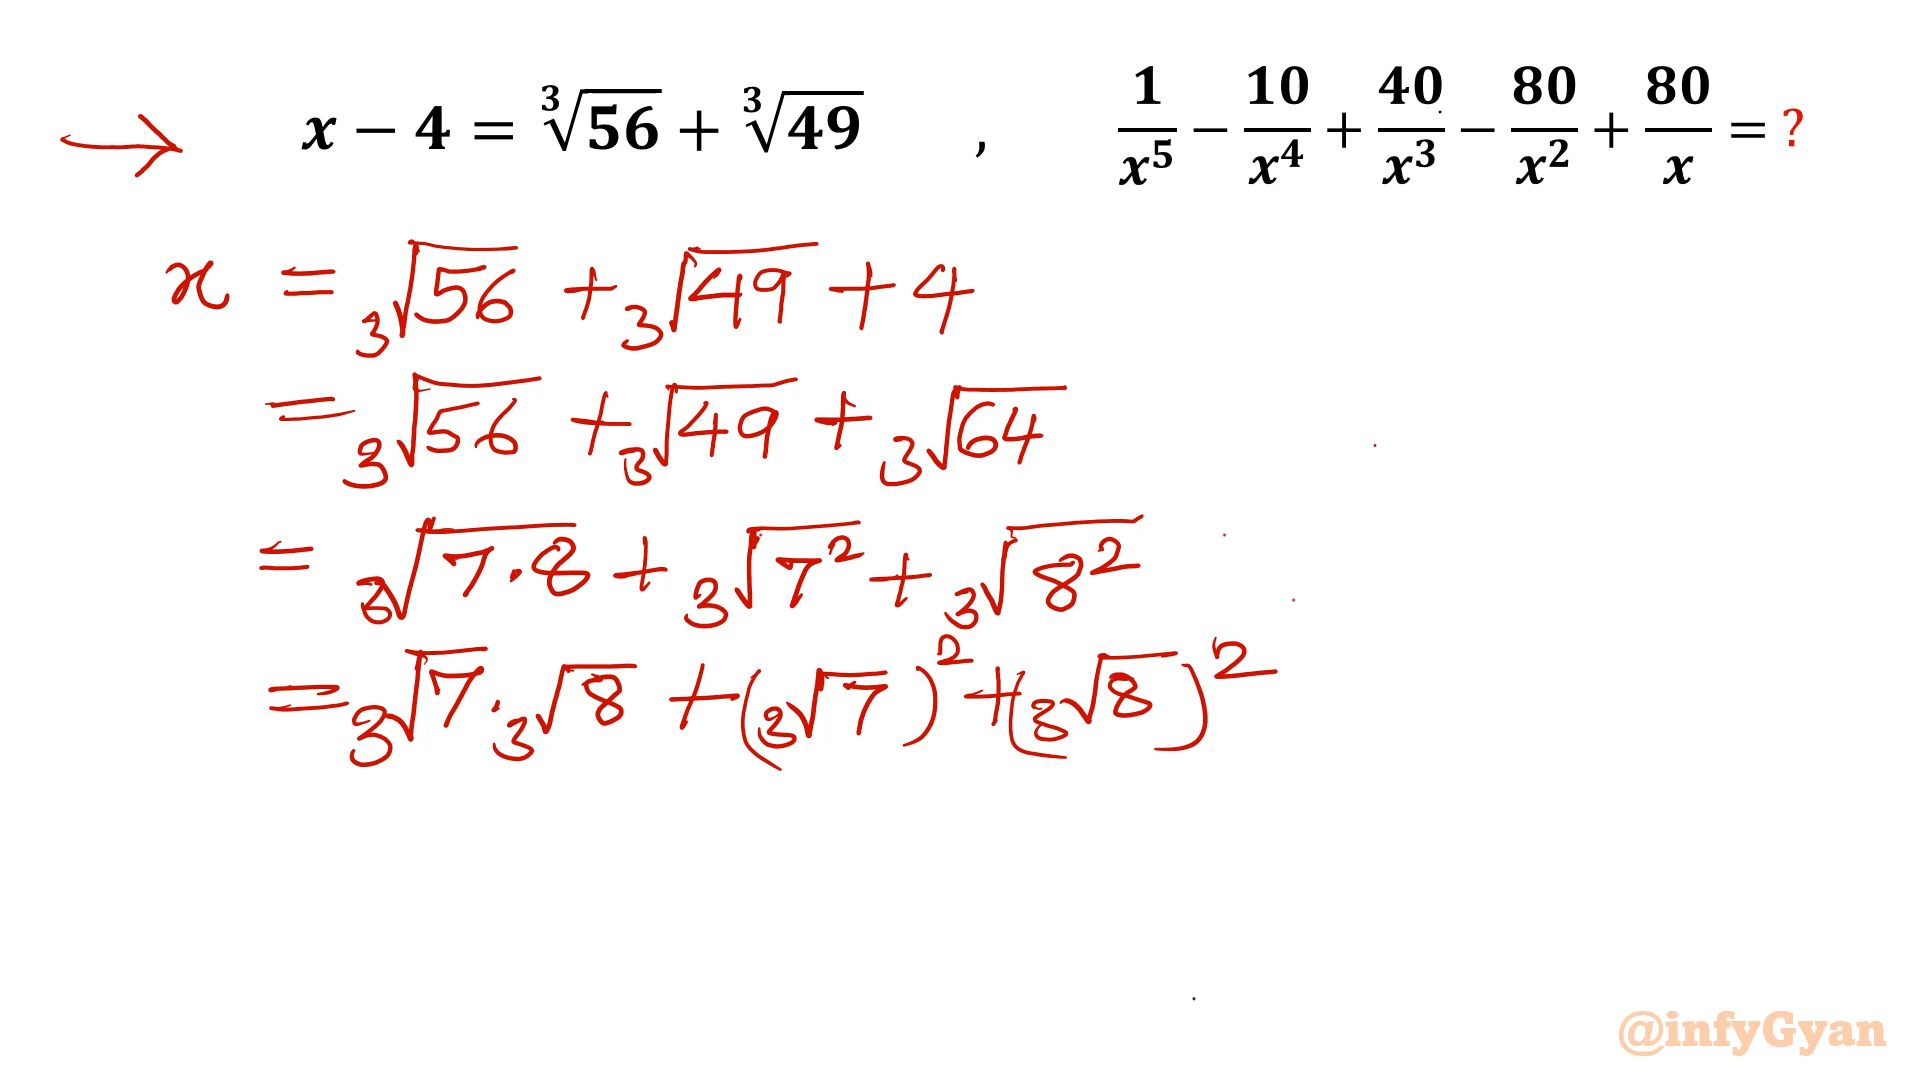 x − 4 = ∛56 + ∛49 , 1/x⁵ − 10/x⁴ + 40/x³ − 80/x² + 80/x = ?
x = ∛56 + ∛49 + 4
= ∛56 + ∛49 + ∛64
= ∛(7·8) + ∛(7²) + ∛(8²)
= ∛7 · ∛8 + (∛7)² + (∛8)²
@infyGyan